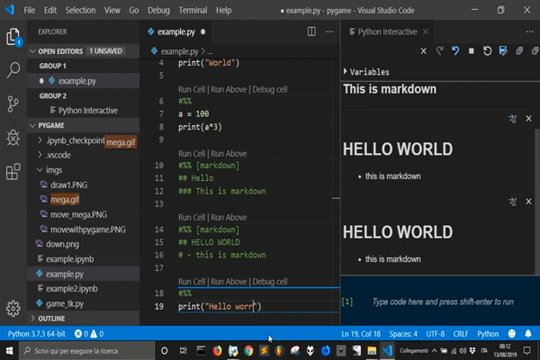 File Edit Selection View Go Debug Terminal Help
● example.py - pygame - Visual Studio Code
EXPLORER
OPEN EDITORS 1 UNSAVED
GROUP 1
example.py
GROUP 2
Python Interactive
PYGAME
.ipynb_checkpoint
mega.gif
.vscode
imgs
draw1.PNG
mega.gif
move_mega.PNG
movewithpygame.PNG
down.png
example.ipynb
example.py
example2.ipynb
game_tk.py
OUTLINE
example.py
example.py ...
4 print("World")
5
Run Cell | Run Above | Debug cell
6 #%%
7 a = 100
8 print(a*3)
9
Run Cell | Run Above
10 #%% [markdown]
11 ## Hello
12 ### This is markdown
13
Run Cell | Run Above
14 #%% [markdown]
15 ## HELLO WORLD
16 # - this is markdown
17
Run Cell | Run Above | Debug cell
18 #%%
19 print("Hello worr")
Python Interactive
Variables
This is markdown
HELLO WORLD
• this is markdown
HELLO WORLD
• this is markdown
[1] Type code here and press shift-enter to run
Python 3.7.3 64-bit 0 0
Ln 19, Col 18 Spaces: 4 UTF-8 CRLF Python
Scrivi qui per eseguire la ricerca
Collegamenti
ITA
08:12
13/08/2019